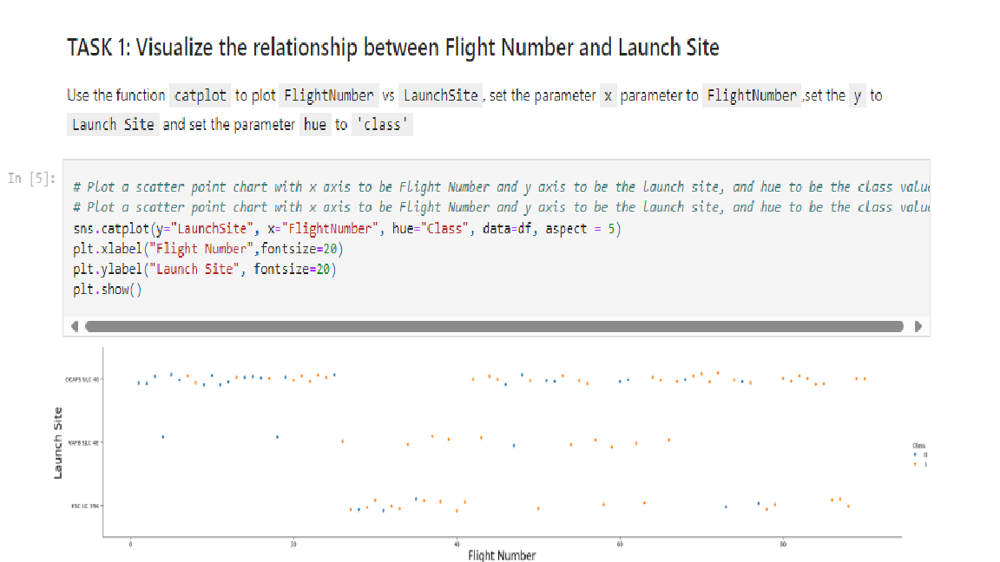 TASK 1: Visualize the relationship between Flight Number and Launch Site
Use the function catplot to plot FlightNumber vs LaunchSite , set the parameter x parameter to FlightNumber ,set the y to
Launch Site and set the parameter hue to 'class'
In [5]:
# Plot a scatter point chart with x axis to be Flight Number and y axis to be the launch site, and hue to be the class valu
# Plot a scatter point chart with x axis to be Flight Number and y axis to be the launch site, and hue to be the class valu
sns.catplot(y="LaunchSite", x="FlightNumber", hue="Class", data=df, aspect = 5)
plt.xlabel("Flight Number",fontsize=20)
plt.ylabel("Launch Site", fontsize=20)
plt.show()
Launch Site
CCAFS SLC 40
VAFB SLC 4E
KSC LC 39A
0 20 40 60 80
Flight Number
Class
0
1